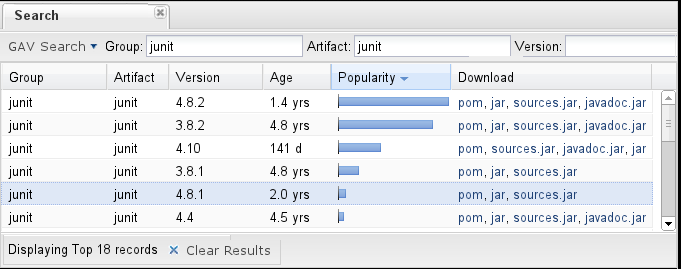 Search
GAV Search Group: junit Artifact: junit Version:
Group Artifact Version Age Popularity Download
junit junit 4.8.2 1.4 yrs pom, jar, sources.jar, javadoc.jar
junit junit 3.8.2 4.8 yrs pom, jar, sources.jar, javadoc.jar
junit junit 4.10 141 d pom, sources.jar, javadoc.jar, jar
junit junit 3.8.1 4.8 yrs pom, jar, sources.jar
junit junit 4.8.1 2.0 yrs pom, jar, sources.jar
junit junit 4.4 4.5 yrs pom, jar, sources.jar, javadoc.jar
Displaying Top 18 records Clear Results